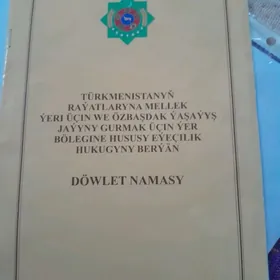 TÜRKMENISTANYŇ
RAÝATLARYNA MELLEK
ÝERI ÜÇIN WE ÖZBAŞDAK ÝAŞAÝYŞ
JAÝYNY GURMAK ÜÇIN ÝER
BÖLEGINE HUSUSY EÝEÇILIK
HUKUGYNY BERÝÄN
DÖWLET NAMASY